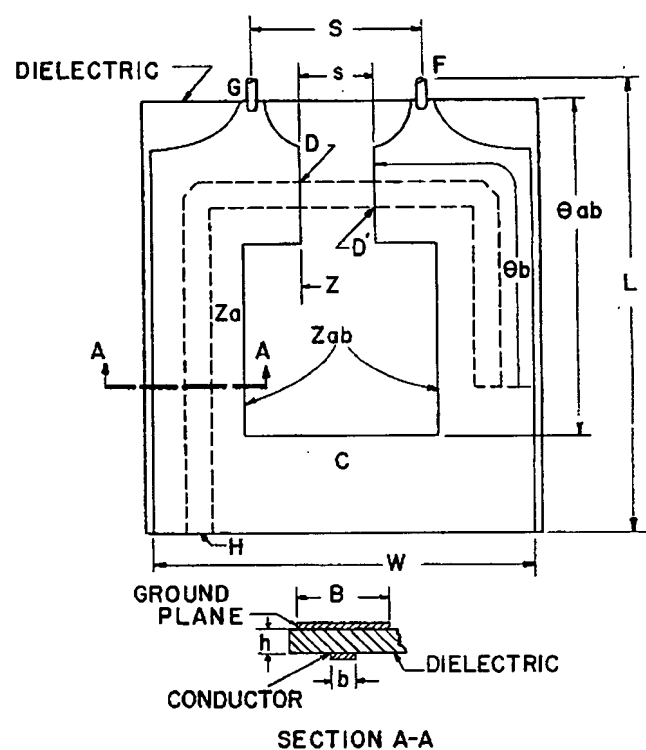 S
DIELECTRIC
G
s
F
D
D'
θab
θb
L
Z
Za
Zab
A
A
C
H
W
GROUND
PLANE
B
h
DIELECTRIC
CONDUCTOR
b
SECTION A-A